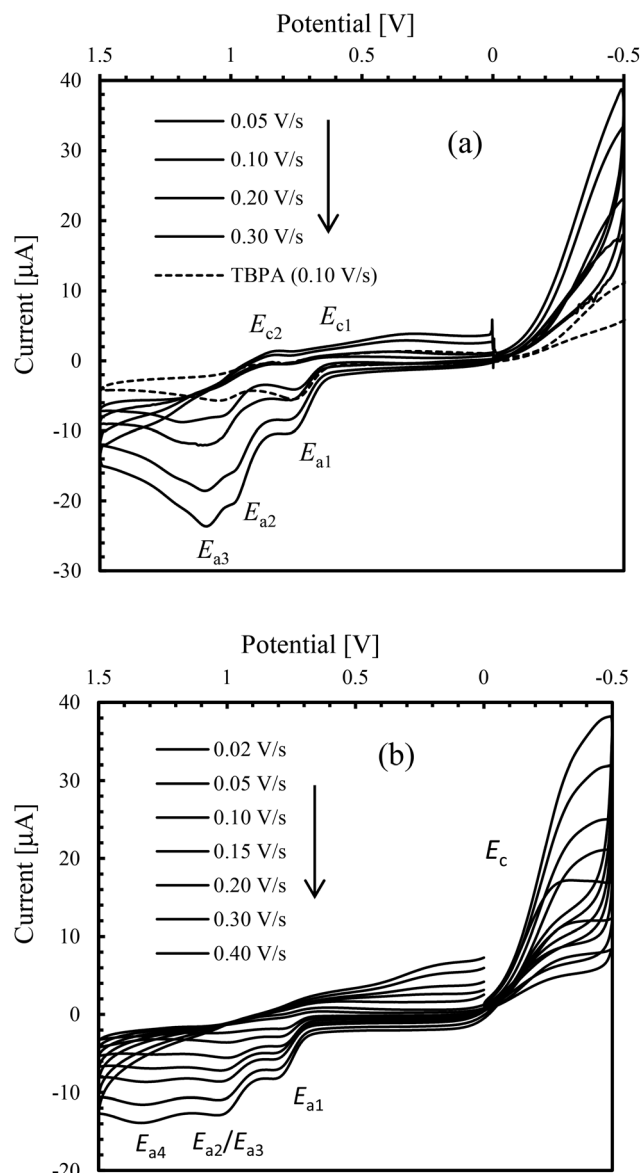 Potential [V]
1.5 1 0.5 0 -0.5
40
30
20
10
0
-10
-20
-30
Current [µA]
(a)
0.05 V/s
0.10 V/s
0.20 V/s
0.30 V/s
TBPA (0.10 V/s)
Ec2 Ec1
Ea1
Ea2
Ea3
Potential [V]
1.5 1 0.5 0 -0.5
40
30
20
10
0
-10
-20
Current [µA]
(b)
0.02 V/s
0.05 V/s
0.10 V/s
0.15 V/s
0.20 V/s
0.30 V/s
0.40 V/s
Ec
Ea1
Ea4 Ea2/Ea3